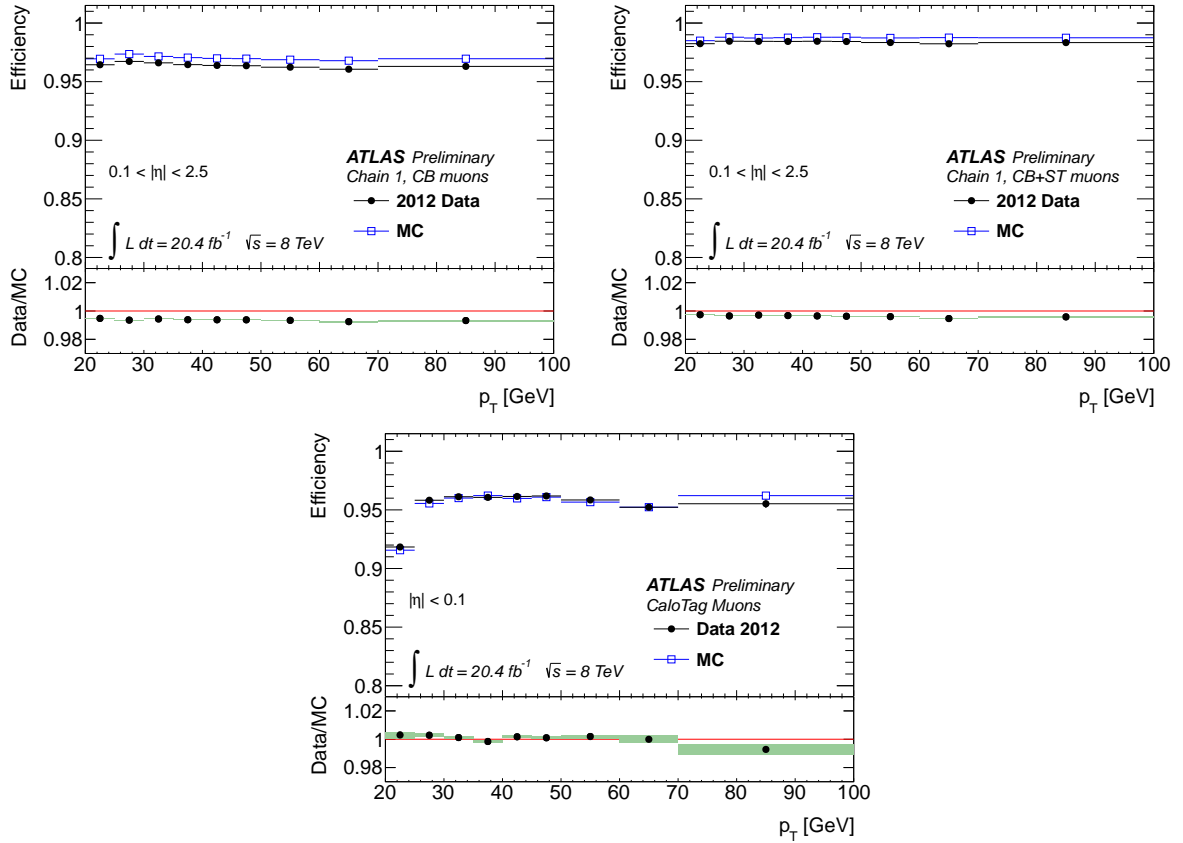 Efficiency
1
0.95
0.9
0.85
0.8
0.1 < |η| < 2.5
ATLAS Preliminary
Chain 1, CB muons
2012 Data
MC
∫ L dt = 20.4 fb⁻¹ √s = 8 TeV
Data/MC
1.02
1
0.98
20 30 40 50 60 70 80 90 100
p_T [GeV]
Efficiency
1
0.95
0.9
0.85
0.8
0.1 < |η| < 2.5
ATLAS Preliminary
Chain 1, CB+ST muons
2012 Data
MC
∫ L dt = 20.4 fb⁻¹ √s = 8 TeV
Data/MC
1.02
1
0.98
20 30 40 50 60 70 80 90 100
p_T [GeV]
Efficiency
1
0.95
0.9
0.85
0.8
|η| < 0.1
ATLAS Preliminary
CaloTag Muons
Data 2012
MC
∫ L dt = 20.4 fb⁻¹ √s = 8 TeV
Data/MC
1.02
1
0.98
20 30 40 50 60 70 80 90 100
p_T [GeV]